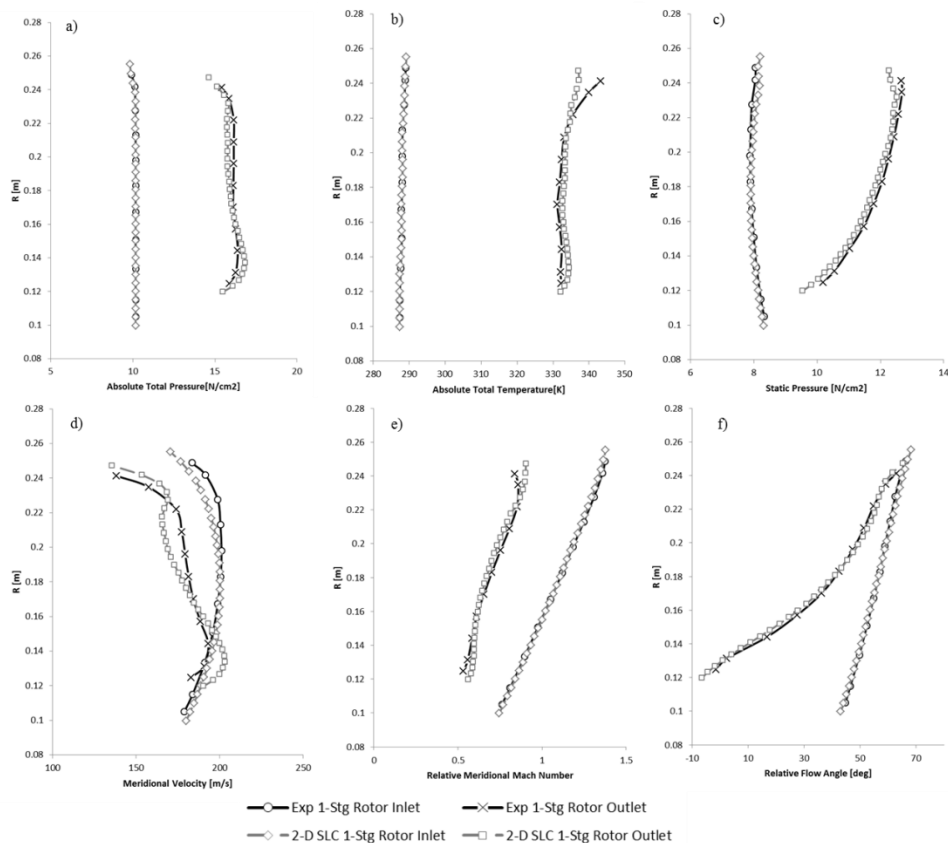 a)
0.28
0.26
0.24
0.22
0.2
0.18
0.16
0.14
0.12
0.1
0.08
R [m]
5 10 15 20
Absolute Total Pressure[N/cm2]
b)
0.28
0.26
0.24
0.22
0.2
0.18
0.16
0.14
0.12
0.1
0.08
R [m]
280 290 300 310 320 330 340 350
Absolute Total Temperature[K]
c)
0.28
0.26
0.24
0.22
0.2
0.18
0.16
0.14
0.12
0.1
0.08
R [m]
6 8 10 12 14
Static Pressure [N/cm2]
d)
0.28
0.26
0.24
0.22
0.2
0.18
0.16
0.14
0.12
0.1
0.08
R [m]
100 150 200 250
Meridional Velocity [m/s]
e)
0.28
0.26
0.24
0.22
0.2
0.18
0.16
0.14
0.12
0.1
0.08
R [m]
0 0.5 1 1.5
Relative Meridional Mach Number
f)
0.28
0.26
0.24
0.22
0.2
0.18
0.16
0.14
0.12
0.1
0.08
R [m]
-10 10 30 50 70
Relative Flow Angle [deg]
Exp 1-Stg Rotor Inlet
Exp 1-Stg Rotor Outlet
2-D SLC 1-Stg Rotor Inlet
2-D SLC 1-Stg Rotor Outlet